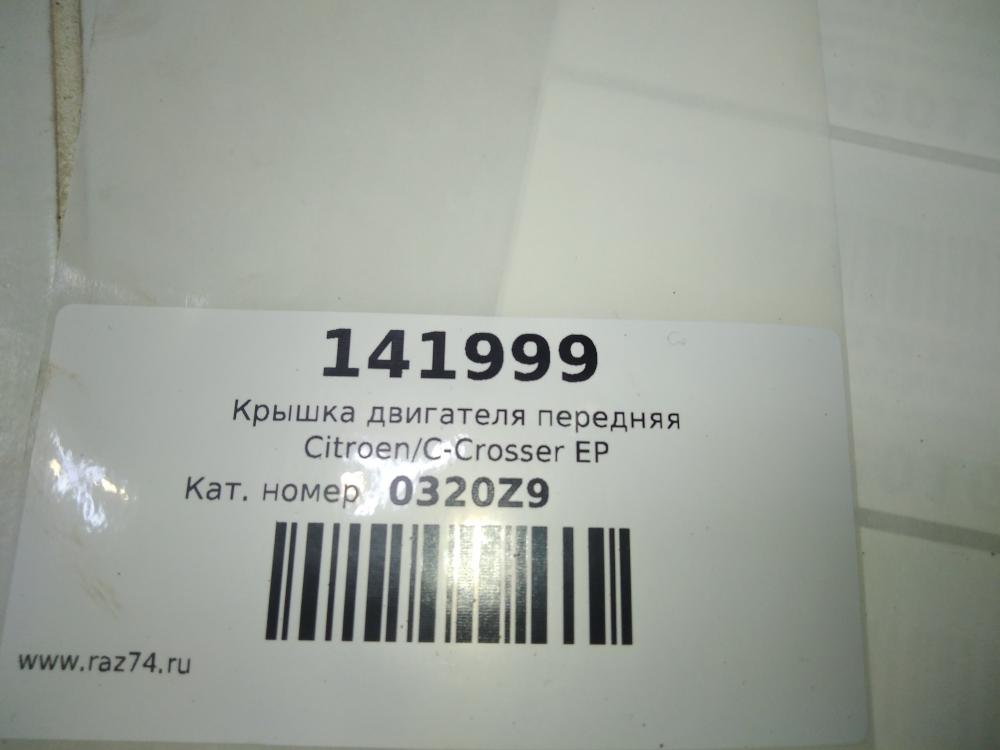 141999
Крышка двигателя передняя
Citroen/C-Crosser EP
Кат. номер 0320Z9
www.raz74.ru